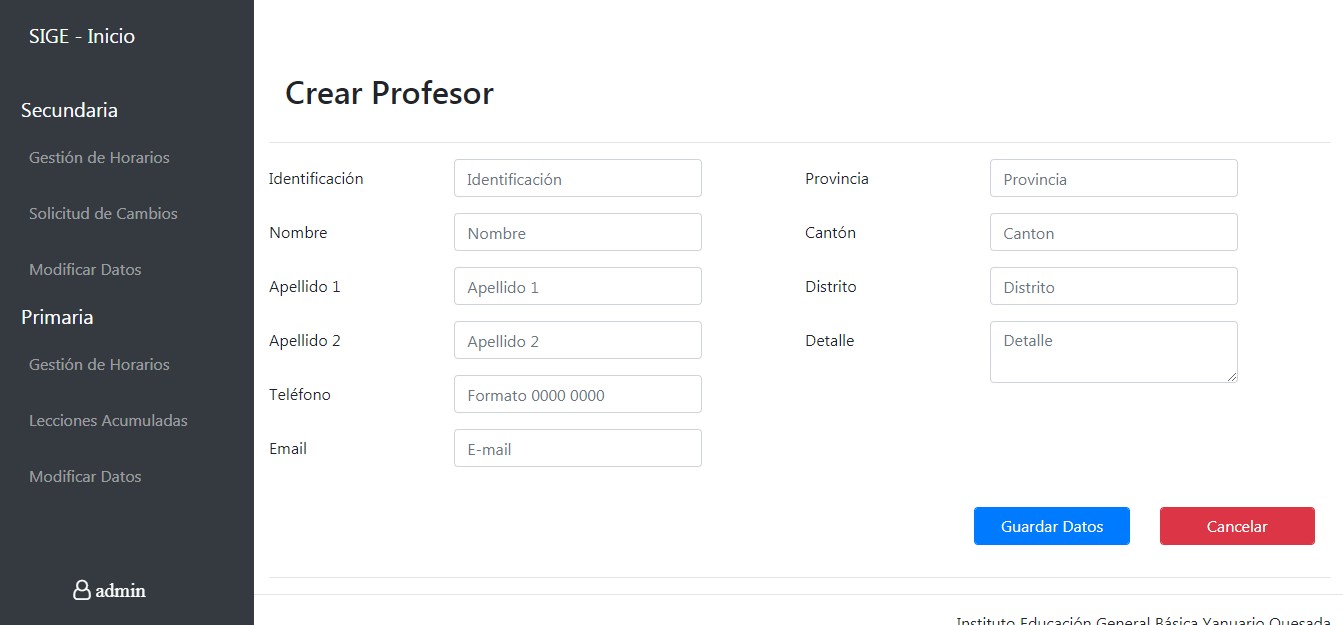 SIGE - Inicio
Secundaria
Gestión de Horarios
Solicitud de Cambios
Modificar Datos
Primaria
Gestión de Horarios
Lecciones Acumuladas
Modificar Datos
admin
Crear Profesor
Identificación
Identificación
Nombre
Nombre
Apellido 1
Apellido 1
Apellido 2
Apellido 2
Teléfono
Formato 0000 0000
Email
E-mail
Provincia
Provincia
Cantón
Canton
Distrito
Distrito
Detalle
Detalle
Guardar Datos
Cancelar
Instituto Educación General Básica Yanuario Quesada